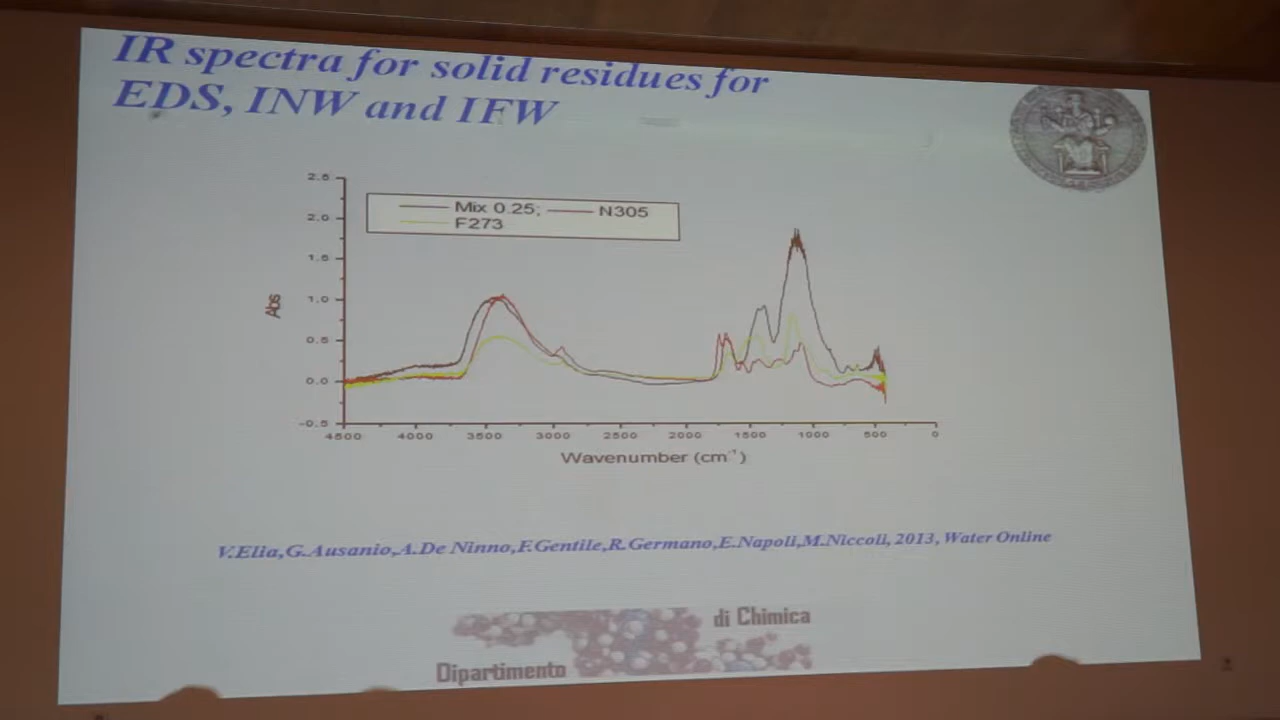 IR spectra for solid residues for
EDS, INW and IFW
2.5
2.0
1.5
1.0
0.5
0.0
-0.5
Abs
Mix 0.25; N305
F273
4500 4000 3500 3000 2500 2000 1500 1000 500 0
Wavenumber (cm⁻¹)
V.Elia,G.Ausanio,A.De Ninno,F.Gentile,R.Germano,E.Napoli,M.Niccoli, 2013, Water Online
di Chimica
Dipartimento